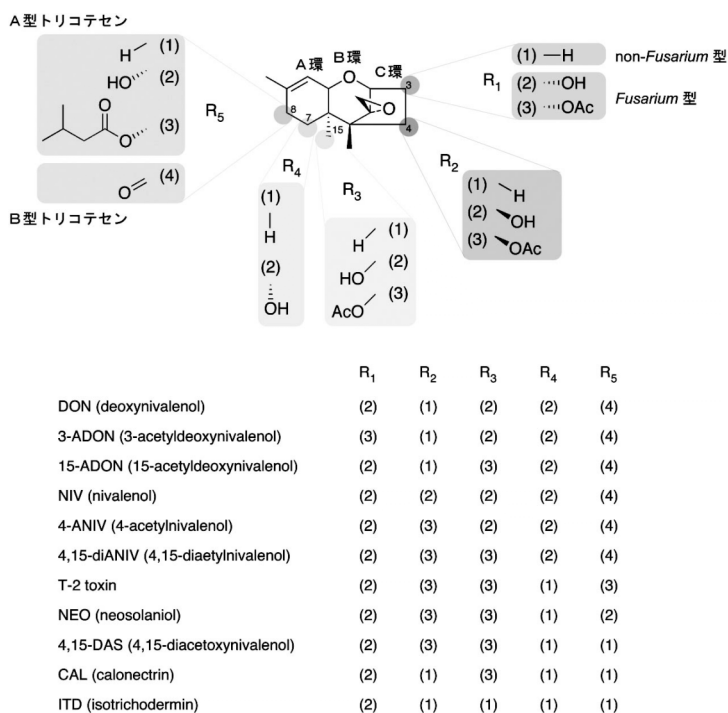 A型トリコテセン
H (1)
HO (2)
O
O (3)
R5
O (4)
B型トリコテセン
A環 B環 C環
O
O
3
4
7
8
15
R1
(1) H non-Fusarium 型
(2) OH
(3) OAc
Fusarium 型
R2
(1) H
(2) OH
(3) OAc
R4
(1)
H
(2)
OH
R3
H (1)
HO (2)
AcO (3)
R1 R2 R3 R4 R5
DON (deoxynivalenol) (2) (1) (2) (2) (4)
3-ADON (3-acetyldeoxynivalenol) (3) (1) (2) (2) (4)
15-ADON (15-acetyldeoxynivalenol) (2) (1) (3) (2) (4)
NIV (nivalenol) (2) (2) (2) (2) (4)
4-ANIV (4-acetylnivalenol) (2) (3) (2) (2) (4)
4,15-diANIV (4,15-diaetylnivalenol) (2) (3) (3) (2) (4)
T-2 toxin (2) (3) (3) (1) (3)
NEO (neosolaniol) (2) (3) (3) (1) (2)
4,15-DAS (4,15-diacetoxynivalenol) (2) (3) (3) (1) (1)
CAL (calonectrin) (2) (1) (3) (1) (1)
ITD (isotrichodermin) (2) (1) (1) (1) (1)